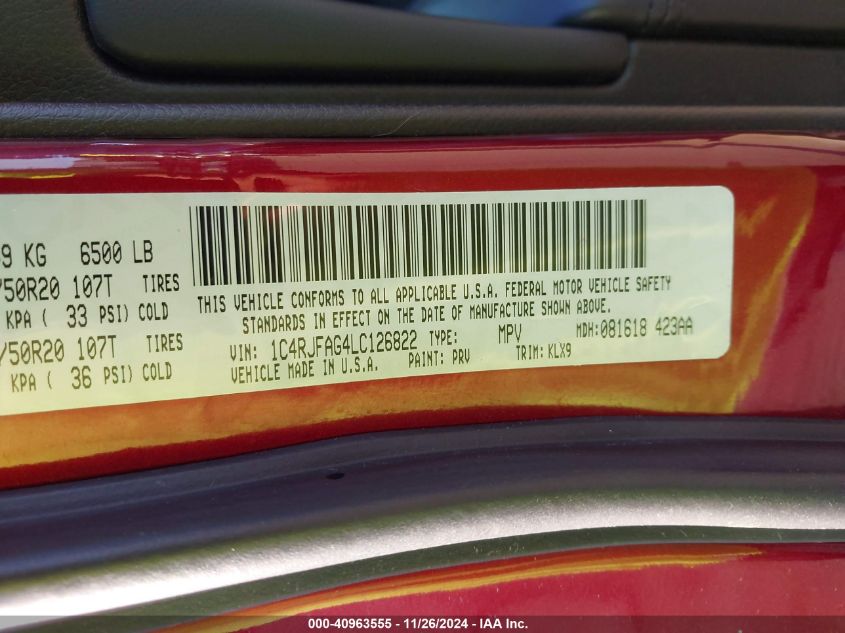 9 KG 6500 LB
/50R20 107T TIRES
KPA ( 33 PSI) COLD
/50R20 107T TIRES
KPA ( 36 PSI) COLD
THIS VEHICLE CONFORMS TO ALL APPLICABLE U.S.A. FEDERAL MOTOR VEHICLE SAFETY
STANDARDS IN EFFECT ON THE DATE OF MANUFACTURE SHOWN ABOVE.
VIN: 1C4RJFAG4LC126822 TYPE: MPV MDH: 081618 423AA
VEHICLE MADE IN U.S.A. PAINT: PRV TRIM: KLX9
000-40963555 - 11/26/2024 - IAA Inc.